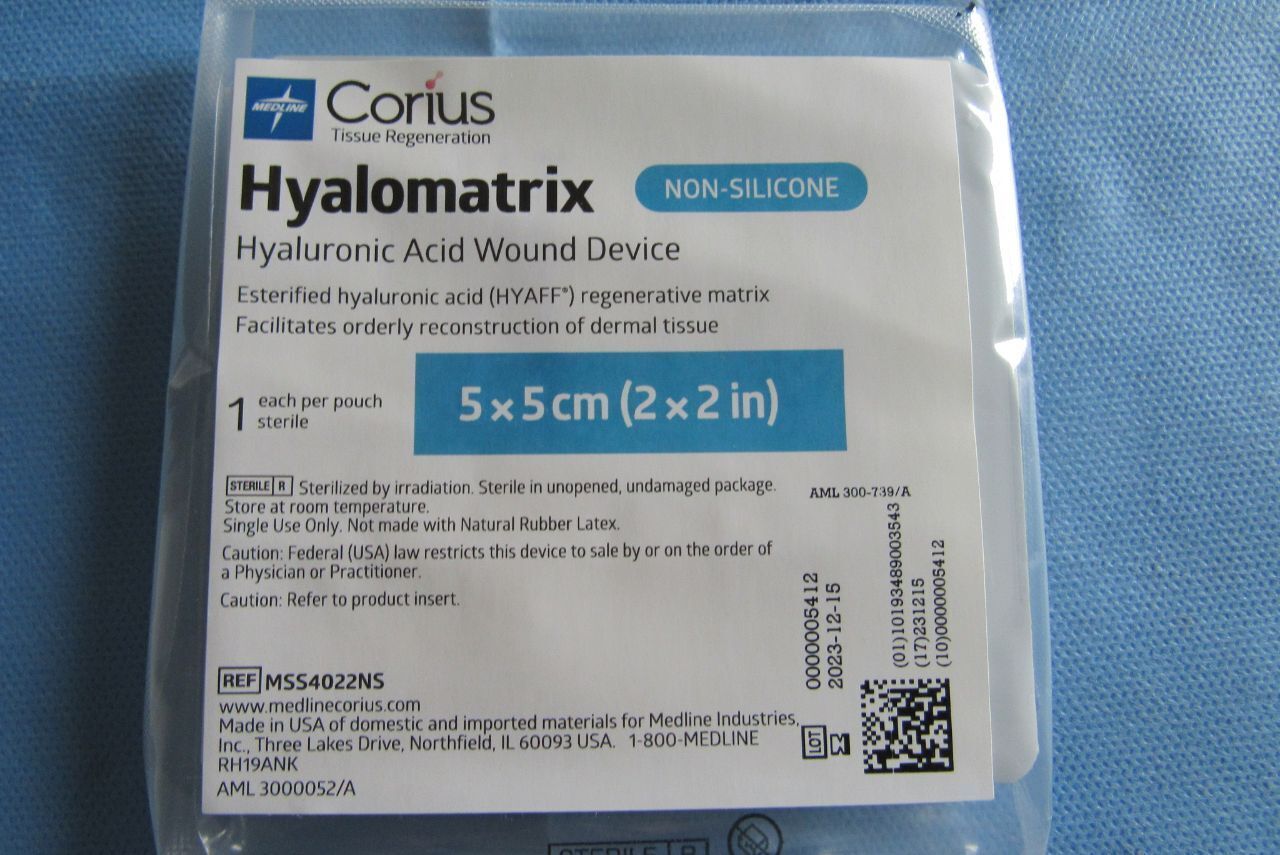 MEDLINE
Corius
Tissue Regeneration
Hyalomatrix
NON-SILICONE
Hyaluronic Acid Wound Device
Esterified hyaluronic acid (HYAFF®) regenerative matrix
Facilitates orderly reconstruction of dermal tissue
1 each per pouch
sterile
5 x 5 cm (2 x 2 in)
STERILE R Sterilized by irradiation. Sterile in unopened, undamaged package.
Store at room temperature.
Single Use Only. Not made with Natural Rubber Latex.
Caution: Federal (USA) law restricts this device to sale by or on the order of
a Physician or Practitioner.
Caution: Refer to product insert.
AML 300-739/A
LOT 0000005412
2023-12-15
(01)10193489003543
(17)231215
(10)0000005412
REF MSS4022NS
www.medlinecorius.com
Made in USA of domestic and imported materials for Medline Industries,
Inc., Three Lakes Drive, Northfield, IL 60093 USA. 1-800-MEDLINE
RH19ANK
AML 3000052/A
STERILE R